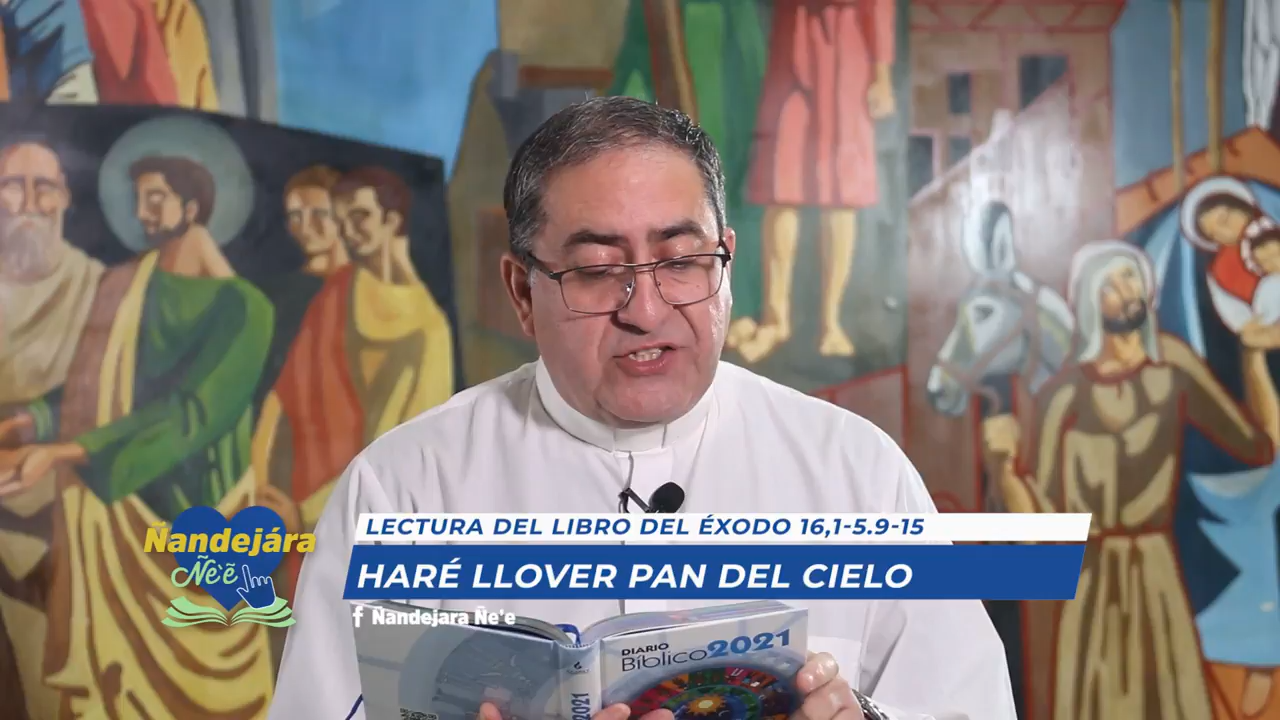 LECTURA DEL LIBRO DEL ÉXODO 16,1-5.9-15
HARÉ LLOVER PAN DEL CIELO
Ñandejára
Ñe'ẽ
f Ñandejara Ñe'e
DIARIO
Bíblico 2021
2021